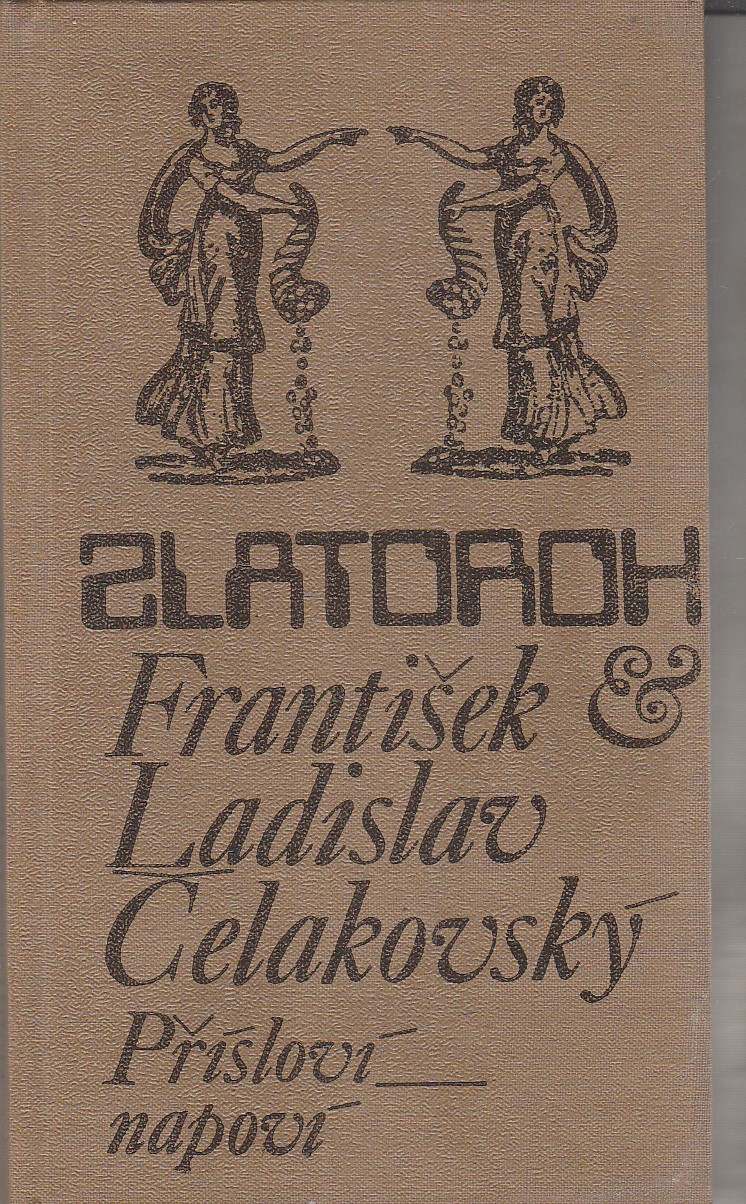 ZLATOROH
František &
Ladislav
Čelakovský
Přísloví
napoví